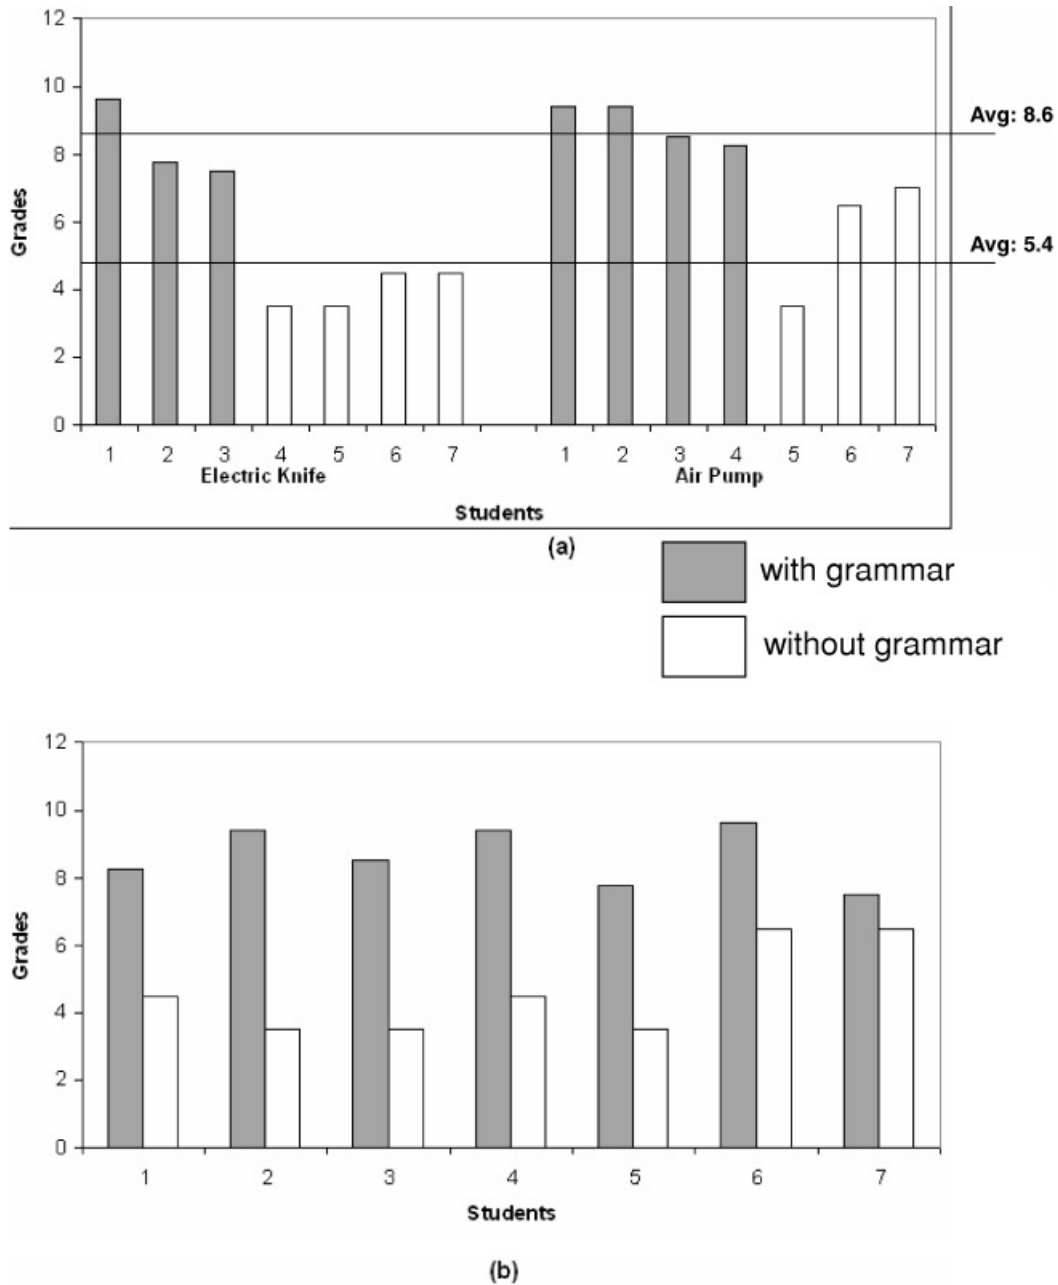 12
10
Avg: 8.6
8
Grades
6
Avg: 5.4
4
2
0
1 2 3 4 5 6 7 1 2 3 4 5 6 7
Electric Knife Air Pump
Students
(a)
with grammar
without grammar
12
10
8
Grades
6
4
2
0
1 2 3 4 5 6 7
Students
(b)